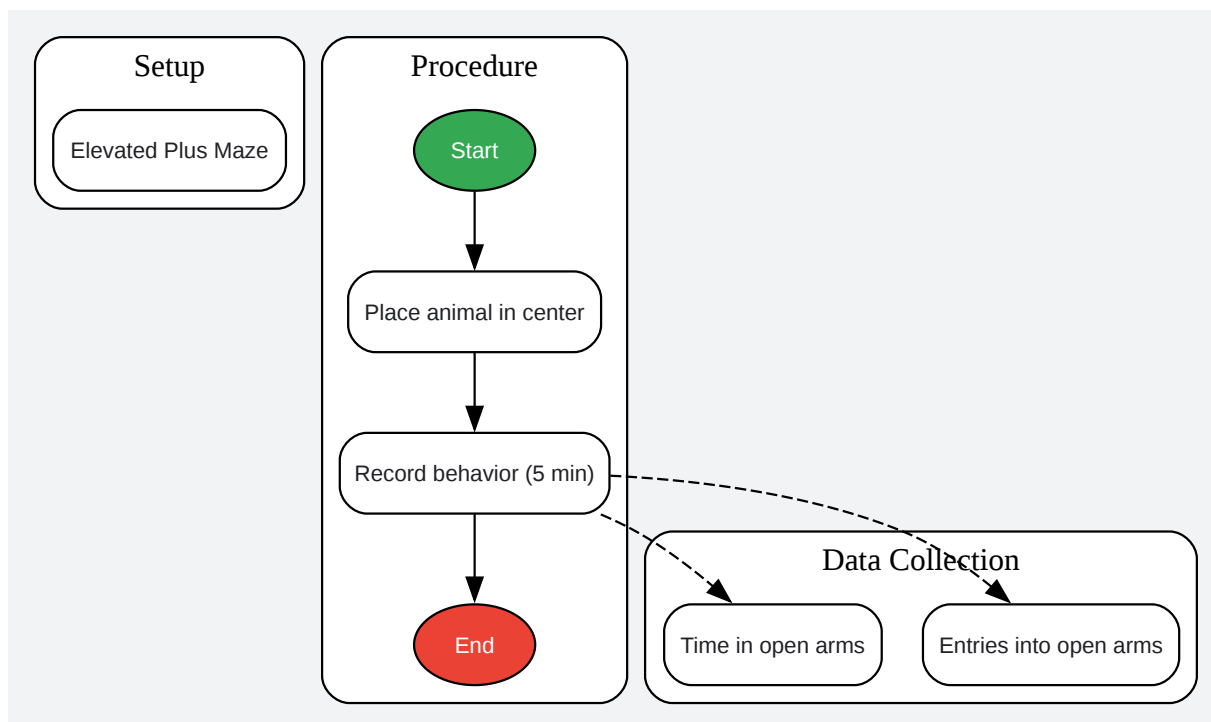 Setup
Elevated Plus Maze
Procedure
Start
Place animal in center
Record behavior (5 min)
End
Data Collection
Time in open arms
Entries into open arms